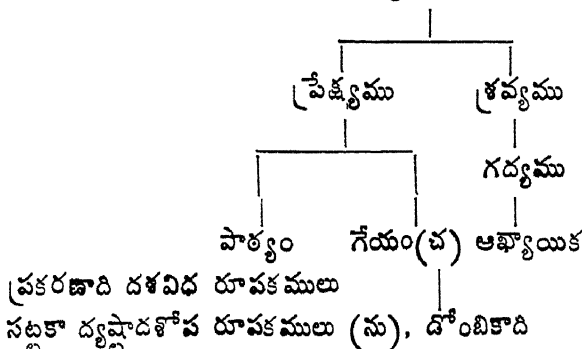 ప్రేక్ష్యము శ్రవ్యము
గద్యము
పాఠ్యం గేయం(చ) ఆఖ్యాయిక
ప్రకరణాది దశవిధ రూపకములు
సట్టకా ద్యష్టాదశోప రూపకములు (ను), డోంబికాది